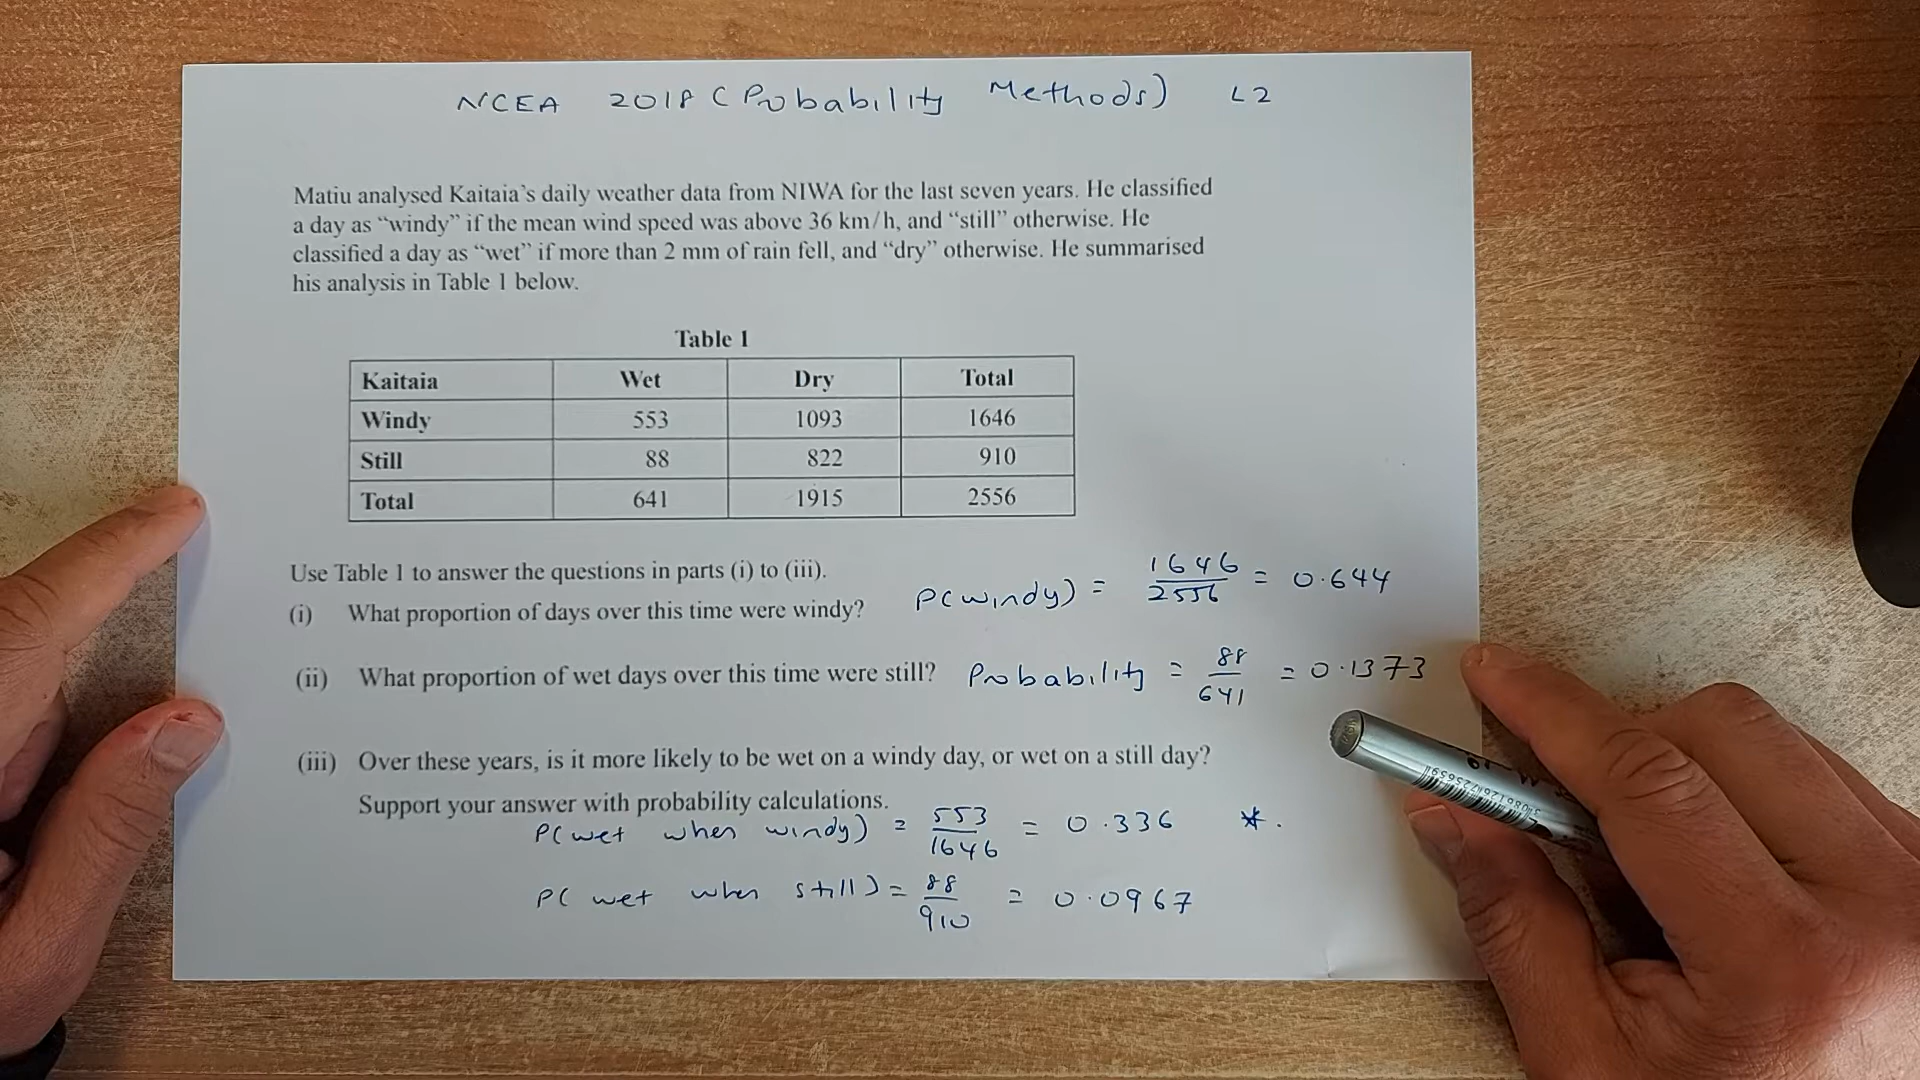 NCEA 2018 (Probability Methods) L2
Matiu analysed Kaitaia's daily weather data from NIWA for the last seven years. He classified
a day as “windy” if the mean wind speed was above 36 km/h, and “still” otherwise. He
classified a day as “wet” if more than 2 mm of rain fell, and “dry” otherwise. He summarised
his analysis in Table 1 below.
Table 1
Kaitaia Wet Dry Total
Windy 553 1093 1646
Still 88 822 910
Total 641 1915 2556
Use Table 1 to answer the questions in parts (i) to (iii).
(i) What proportion of days over this time were windy? P(windy) = 1646/2556 = 0.644
(ii) What proportion of wet days over this time were still? Probability = 88/641 = 0.1373
(iii) Over these years, is it more likely to be wet on a windy day, or wet on a still day?
Support your answer with probability calculations.
P(wet when windy) = 553/1646 = 0.336 *.
P( wet when still) = 88/910 = 0.0967